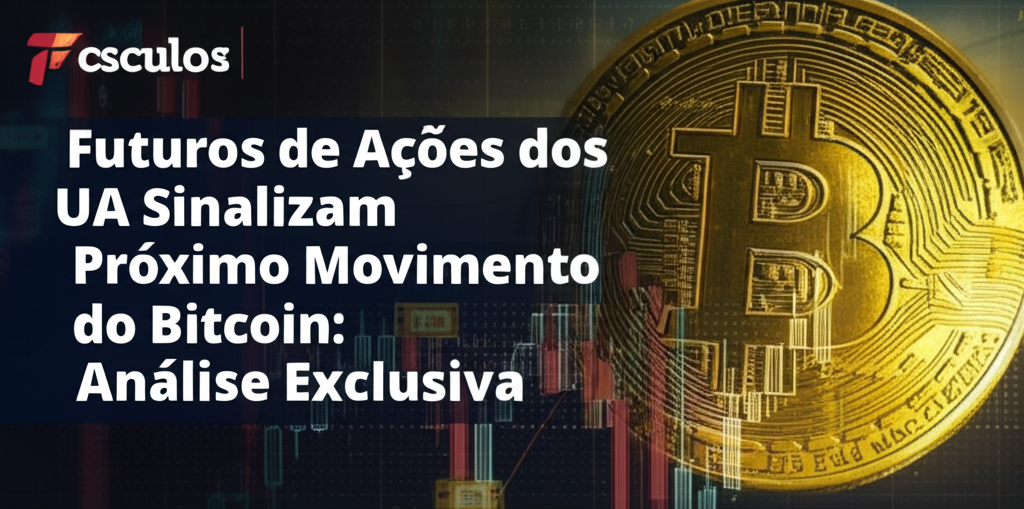 csculos
Futuros de Ações dos
UA Sinalizam
Próximo Movimento
do Bitcoin:
Análise Exclusiva